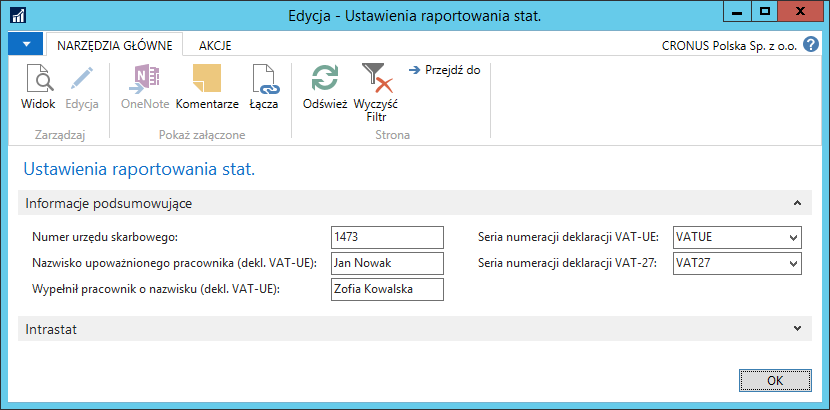 Edycja - Ustawienia raportowania stat.
NARZĘDZIA GŁÓWNE
AKCJE
CRONUS Polska Sp. z o.o.
Widok
Edycja
OneNote
Komentarze
Łącza
Odśwież
Wyczyść
Filtr
Przejdź do
Zarządzaj
Pokaż załączone
Strona
Ustawienia raportowania stat.
Informacje podsumowujące
Numer urzędu skarbowego: 1473
Seria numeracji deklaracji VAT-UE: VATUE
Nazwisko upoważnionego pracownika (dekl. VAT-UE): Jan Nowak
Seria numeracji deklaracji VAT-27: VAT27
Wypełnił pracownik o nazwisku (dekl. VAT-UE): Zofia Kowalska
Intrastat
OK